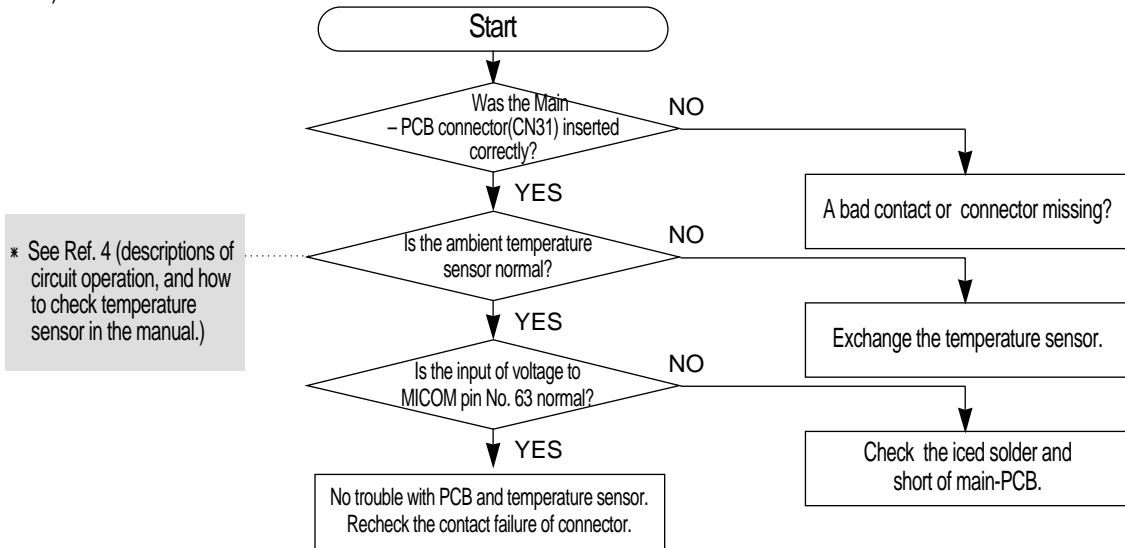 Start
Was the Main
– PCB connector(CN31) inserted
correctly?
NO
A bad contact or connector missing?
YES
* See Ref. 4 (descriptions of
circuit operation, and how
to check temperature
sensor in the manual.)
Is the ambient temperature
sensor normal?
NO
Exchange the temperature sensor.
YES
Is the input of voltage to
MICOM pin No. 63 normal?
NO
Check the iced solder and
short of main-PCB.
YES
No trouble with PCB and temperature sensor.
Recheck the contact failure of connector.